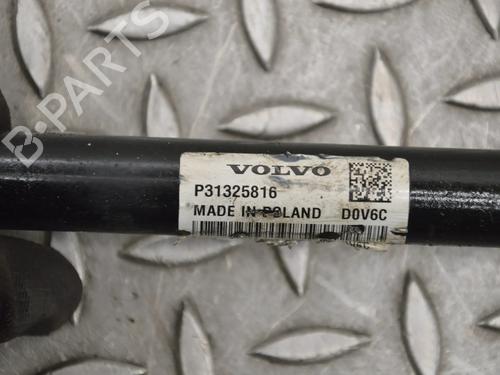 B-PARTS
VOLVO
P31325816
MADE IN POLAND D0V6C